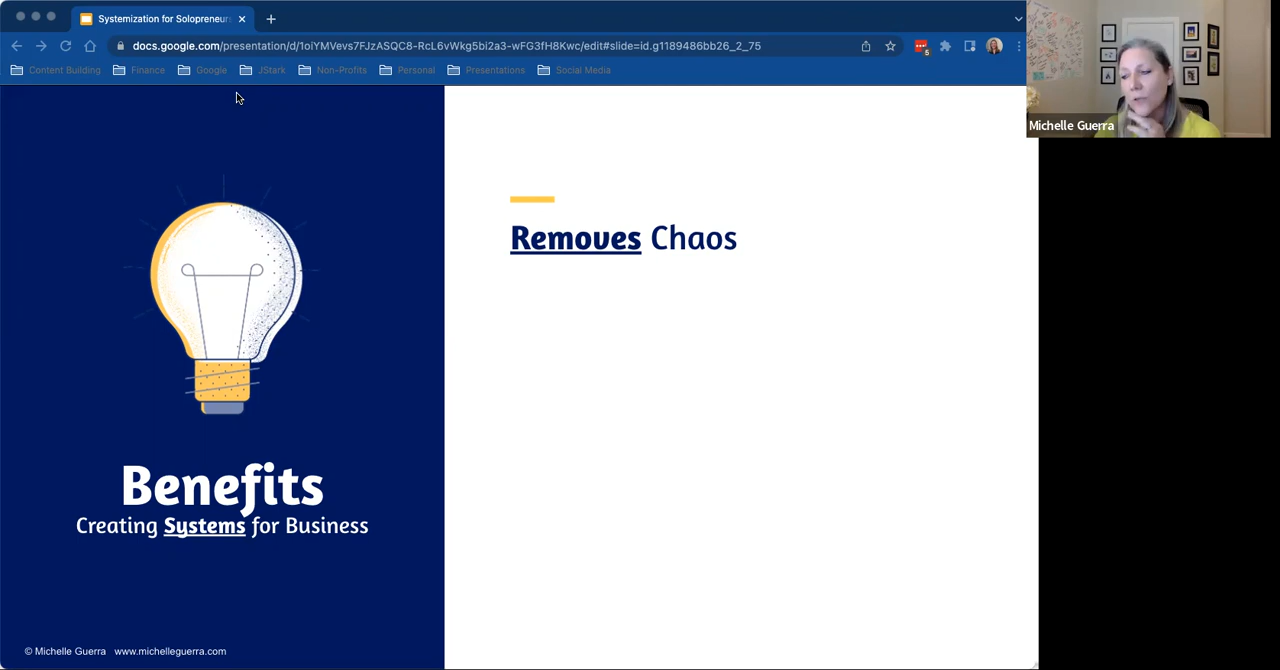 Systemization for Solopreneurs
docs.google.com/presentation/d/1oiYMVevs7FJzASQC8-RcL6vWkg5bi2a3-wFG3fH8Kwc/edit#slide=id.g1189486bb26_2_75
5
Content Building
Finance
Google
JStark
Non-Profits
Personal
Presentations
Social Media
Michelle Guerra
Removes Chaos
Benefits
Creating Systems for Business
© Michelle Guerra www.michelleguerra.com